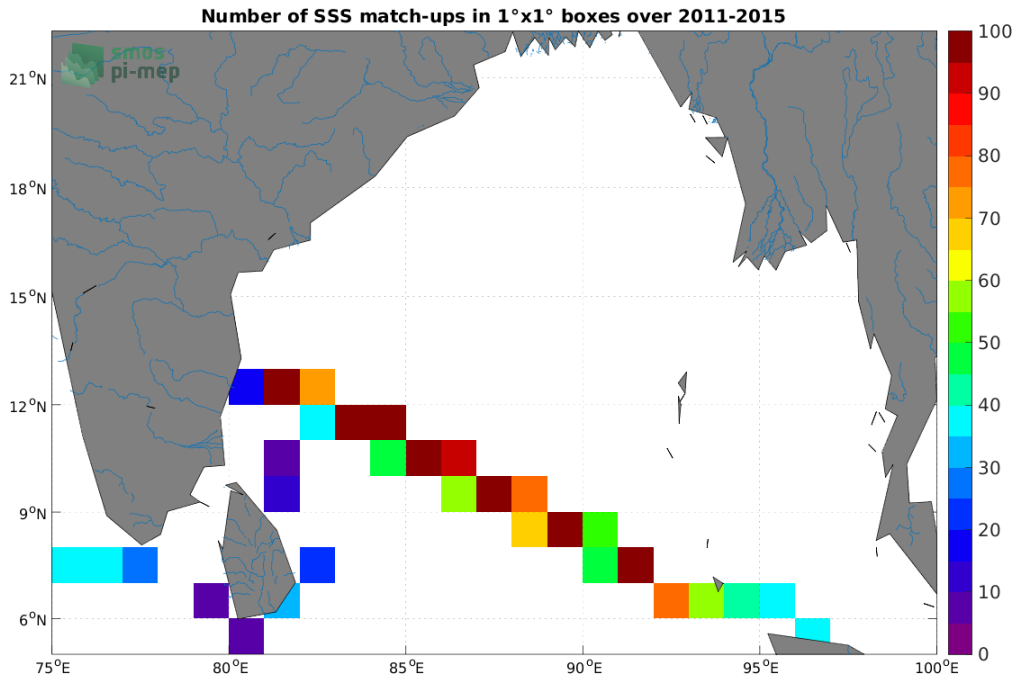 Number of SSS match-ups in 1°x1° boxes over 2011-2015
smos
pi-mep
21°N
18°N
15°N
12°N
9°N
6°N
75°E 80°E 85°E 90°E 95°E 100°E
100
90
80
70
60
50
40
30
20
10
0